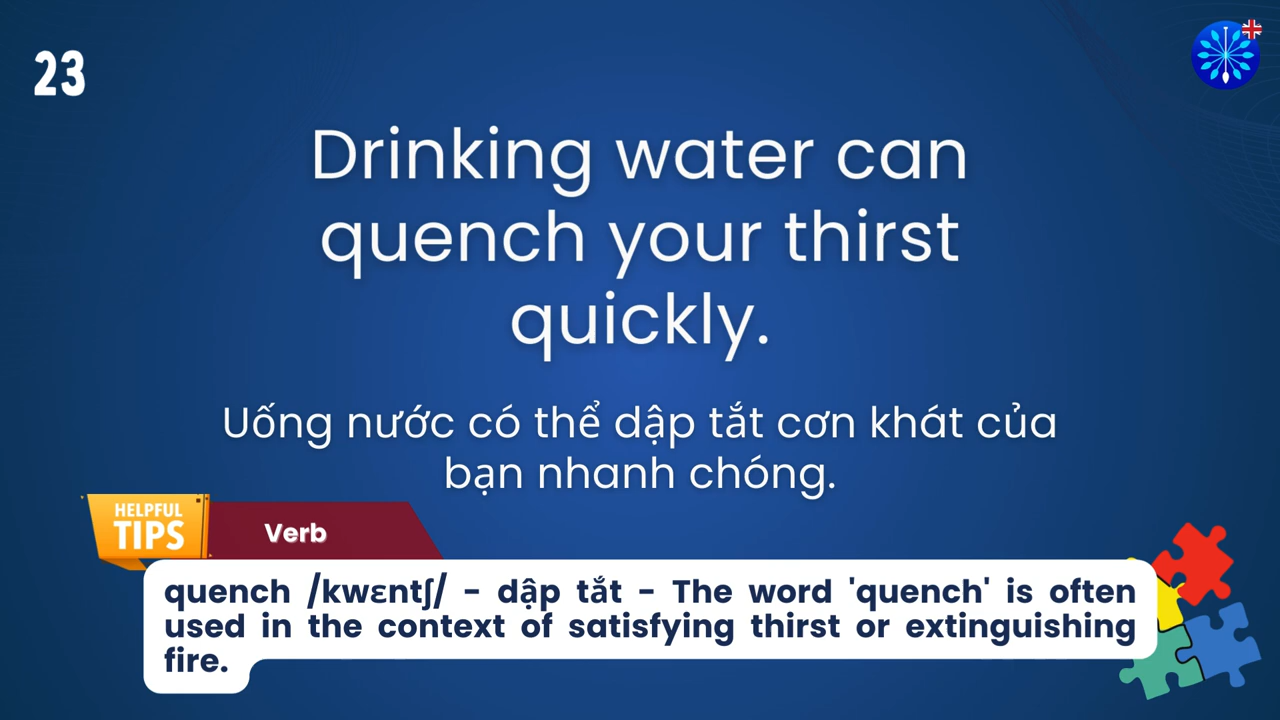 23
Drinking water can
quench your thirst
quickly.
Uống nước có thể dập tắt cơn khát của
bạn nhanh chóng.
HELPFUL
TIPS
Verb
quench /kwɛntʃ/ - dập tắt - The word 'quench' is often
used in the context of satisfying thirst or extinguishing
fire.